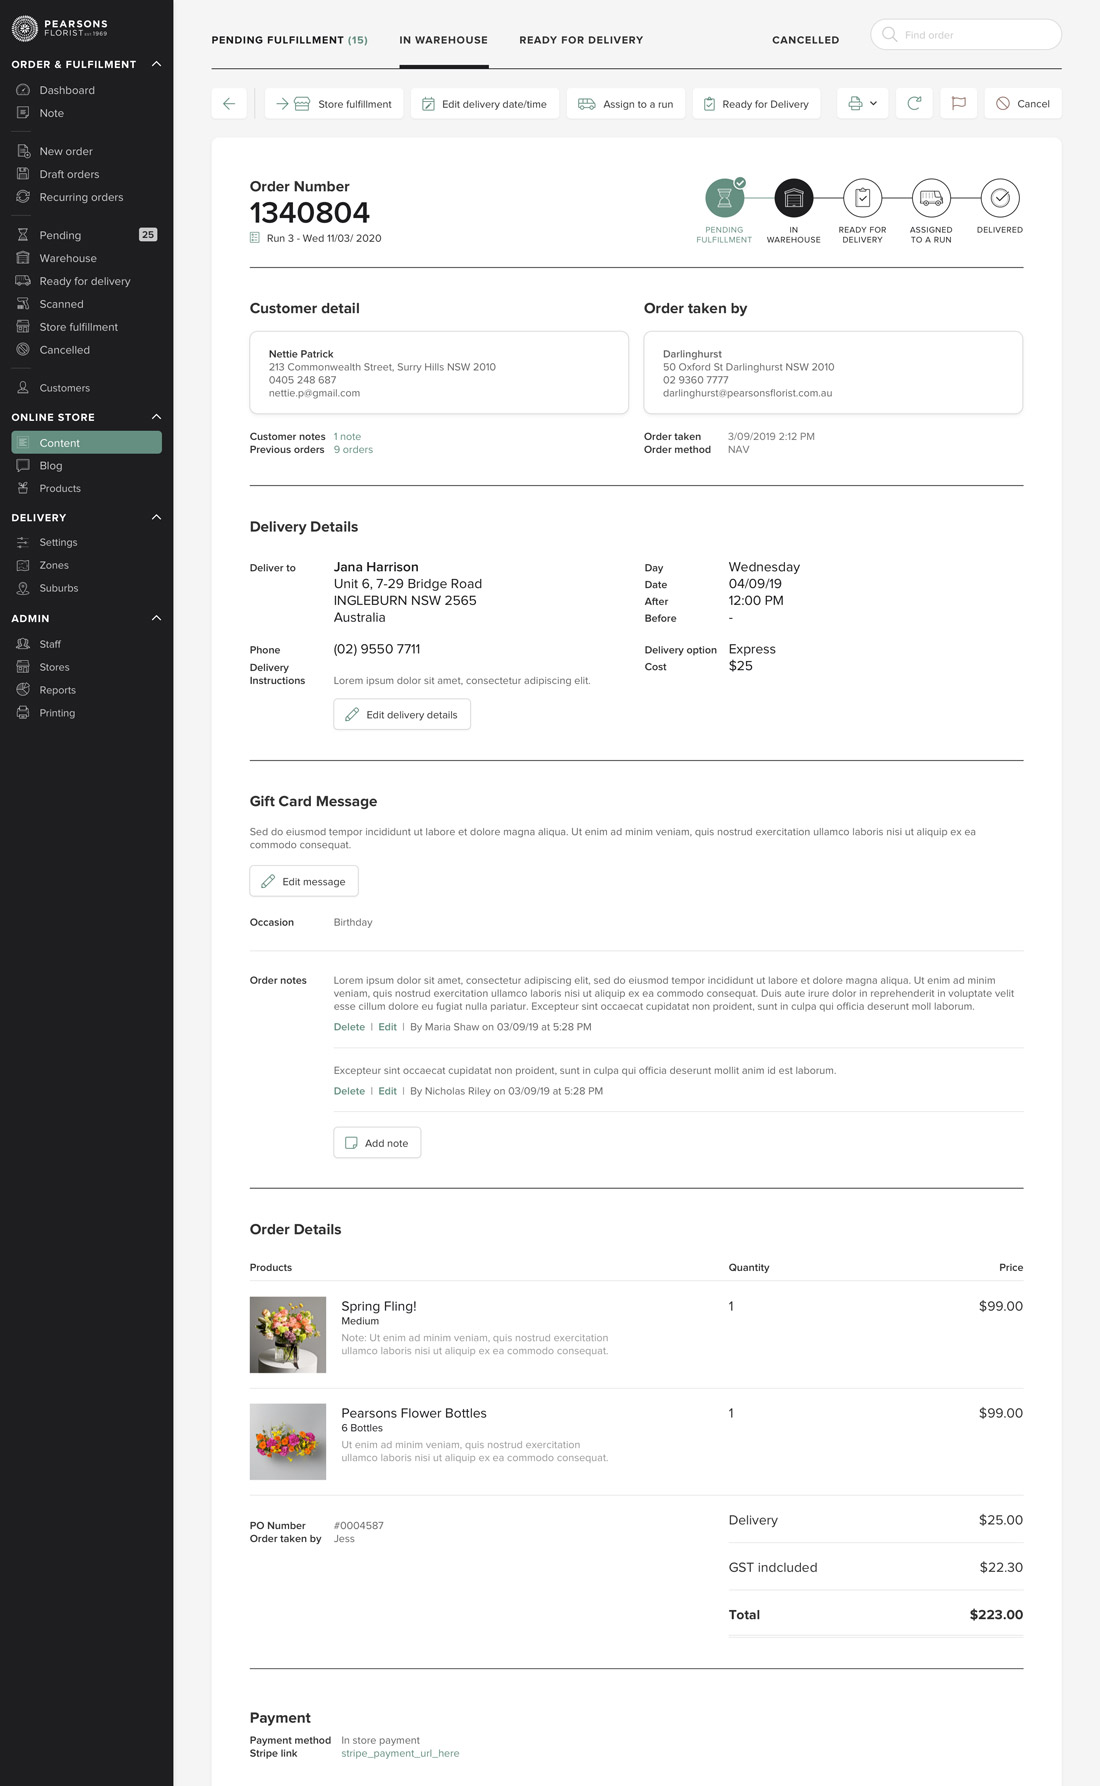 PEARSONS
FLORIST est 1969
ORDER & FULFILMENT
Dashboard
Note
New order
Draft orders
Recurring orders
Pending 25
Warehouse
Ready for delivery
Scanned
Store fulfillment
Cancelled
Customers
ONLINE STORE
Content
Blog
Products
DELIVERY
Settings
Zones
Suburbs
ADMIN
Staff
Stores
Reports
Printing
PENDING FULFILLMENT (15) IN WAREHOUSE READY FOR DELIVERY CANCELLED Find order
Store fulfillment Edit delivery date/time Assign to a run Ready for Delivery Cancel
Order Number
1340804
Run 3 - Wed 11/03/ 2020
PENDING FULFILLMENT
IN WAREHOUSE
READY FOR DELIVERY
ASSIGNED TO A RUN
DELIVERED
Customer detail
Nettie Patrick
213 Commonwealth Street, Surry Hills NSW 2010
0405 248 687
nettie.p@gmail.com
Customer notes 1 note
Previous orders 9 orders
Order taken by
Darlinghurst
50 Oxford St Darlinghurst NSW 2010
02 9360 7777
darlinghurst@pearsonsflorist.com.au
Order taken 3/09/2019 2:12 PM
Order method NAV
Delivery Details
Deliver to Jana Harrison
Unit 6, 7-29 Bridge Road
INGLEBURN NSW 2565
Australia
Phone (02) 9550 7711
Delivery
Instructions Lorem ipsum dolor sit amet, consectetur adipiscing elit.
Edit delivery details
Day Wednesday
Date 04/09/19
After 12:00 PM
Before -
Delivery option Express
Cost $25
Gift Card Message
Sed do eiusmod tempor incididunt ut labore et dolore magna aliqua. Ut enim ad minim veniam, quis nostrud exercitation ullamco laboris nisi ut aliquip ex ea
commodo consequat.
Edit message
Occasion Birthday
Order notes Lorem ipsum dolor sit amet, consectetur adipiscing elit, sed do eiusmod tempor incididunt ut labore et dolore magna aliqua. Ut enim ad minim
veniam, quis nostrud exercitation ullamco laboris nisi ut aliquip ex ea commodo consequat. Duis aute irure dolor in reprehenderit in voluptate velit
esse cillum dolore eu fugiat nulla pariatur. Excepteur sint occaecat cupidatat non proident, sunt in culpa qui officia deserunt moll laborum.
Delete | Edit | By Maria Shaw on 03/09/19 at 5:28 PM
Excepteur sint occaecat cupidatat non proident, sunt in culpa qui officia deserunt mollit anim id est laborum.
Delete | Edit | By Nicholas Riley on 03/09/19 at 5:28 PM
Add note
Order Details
Products Quantity Price
Spring Fling! 1 $99.00
Medium
Note: Ut enim ad minim veniam, quis nostrud exercitation
ullamco laboris nisi ut aliquip ex ea commodo consequat.
Pearsons Flower Bottles 1 $99.00
6 Bottles
Ut enim ad minim veniam, quis nostrud exercitation
ullamco laboris nisi ut aliquip ex ea commodo consequat.
PO Number #0004587
Order taken by Jess
Delivery $25.00
GST indcluded $22.30
Total $223.00
Payment
Payment method In store payment
Stripe link stripe_payment_url_here